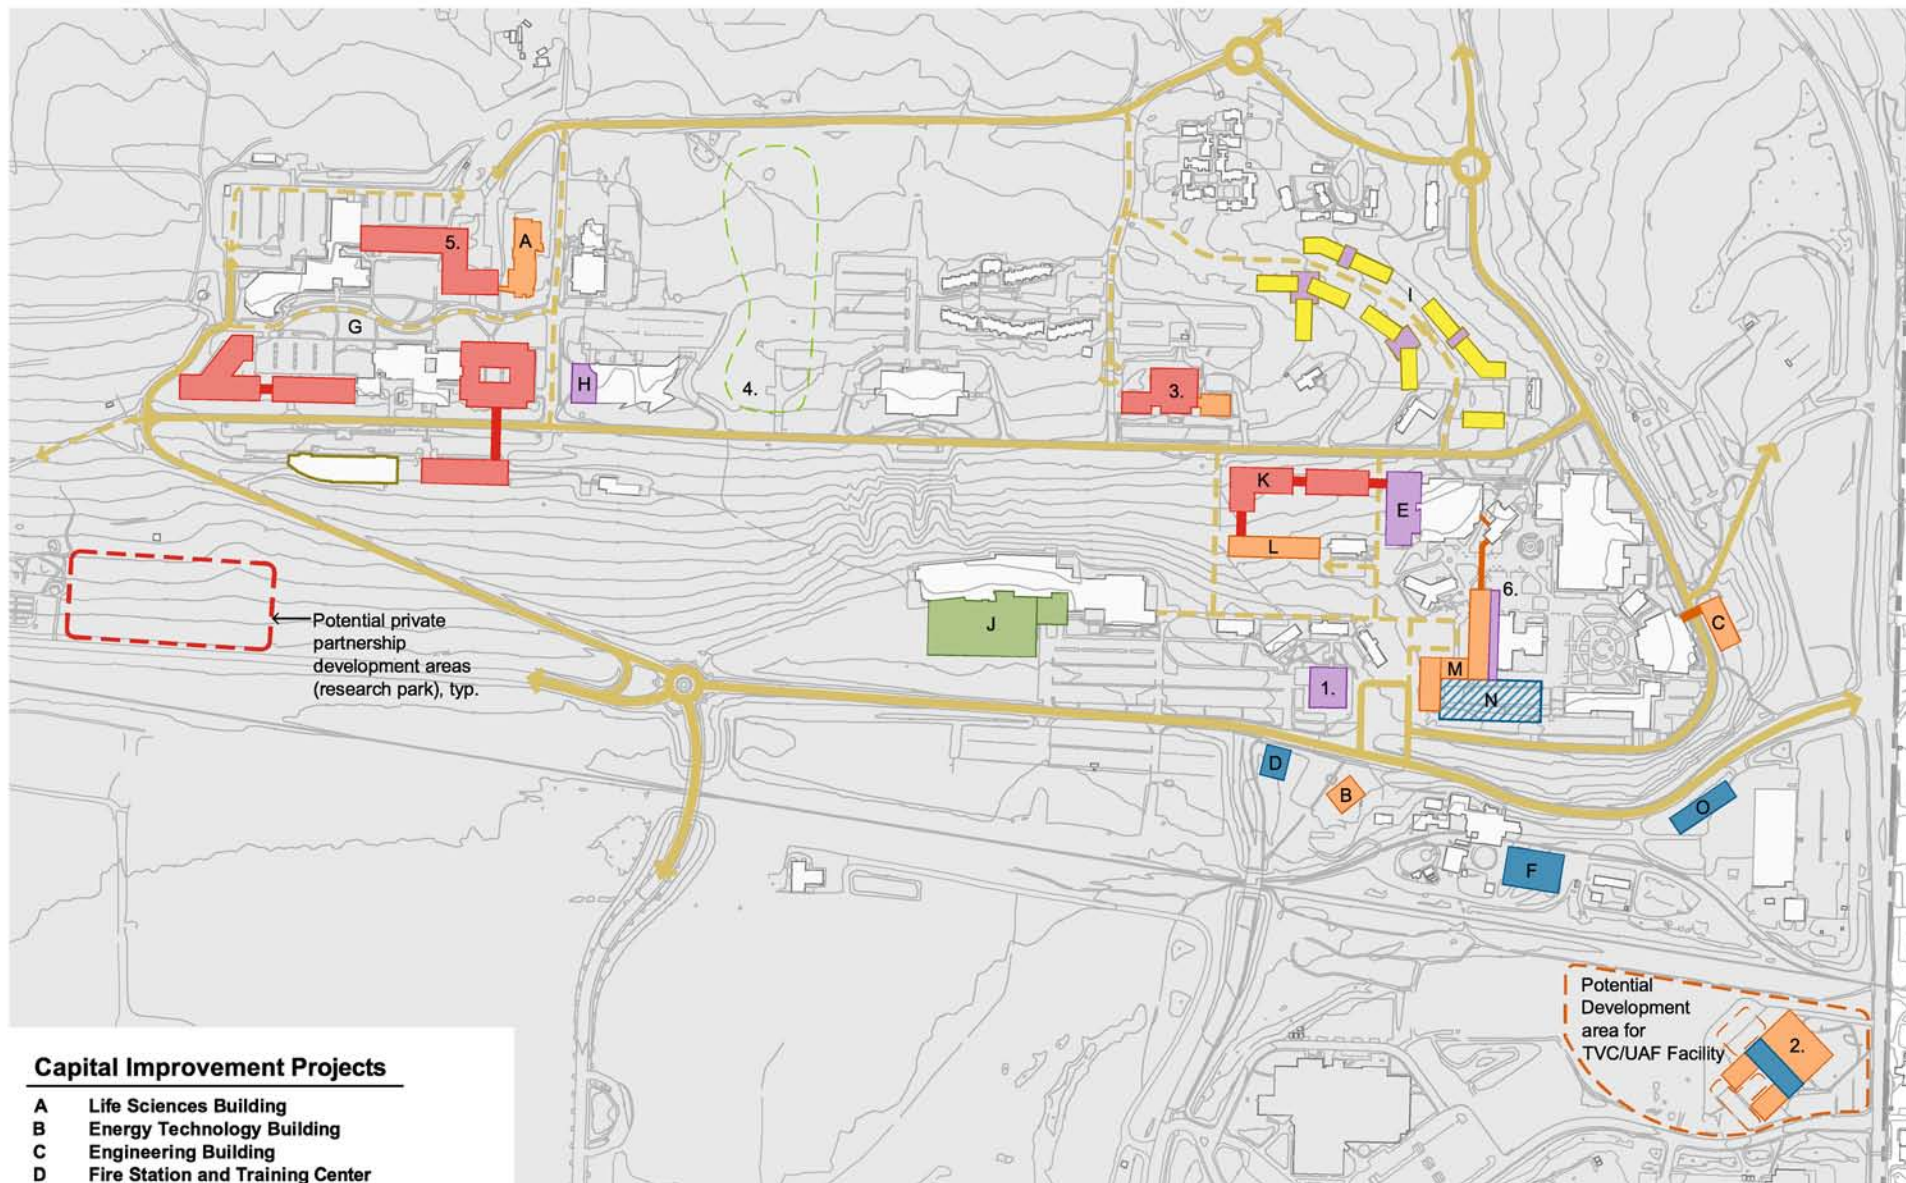 5.
A
I
G
H
4.
3.
K
E
L
6.
C
J
Potential private
partnership
development areas
(research park), typ.
M
1.
N
D
B
O
F
Potential
Development
area for
TVC/UAF Facility
2.
Capital Improvement Projects
A Life Sciences Building
B Energy Technology Building
C Engineering Building
D Fire Station and Training Center